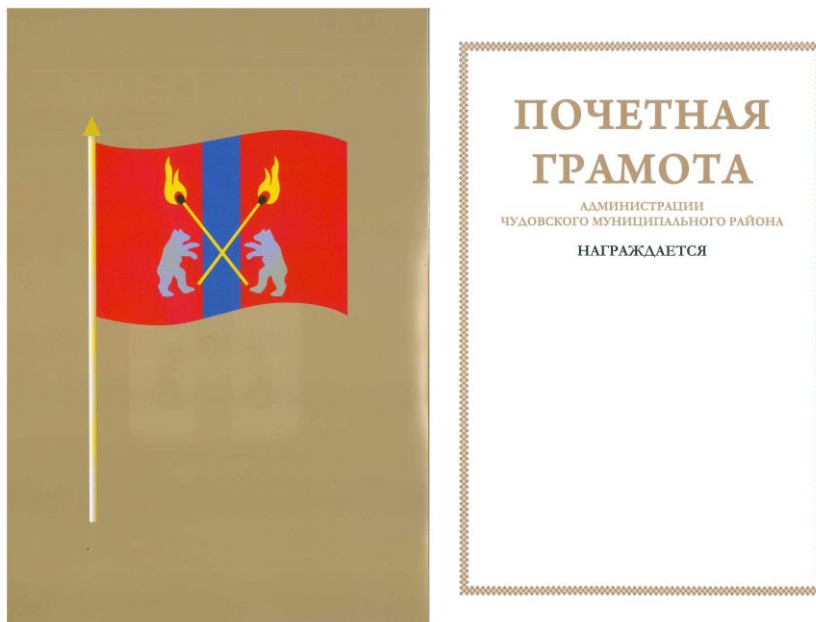 ПОЧЕТНАЯ
ГРАМОТА
АДМИНИСТРАЦИИ
ЧУДОВСКОГО МУНИЦИПАЛЬНОГО РАЙОНА
НАГРАЖДАЕТСЯ